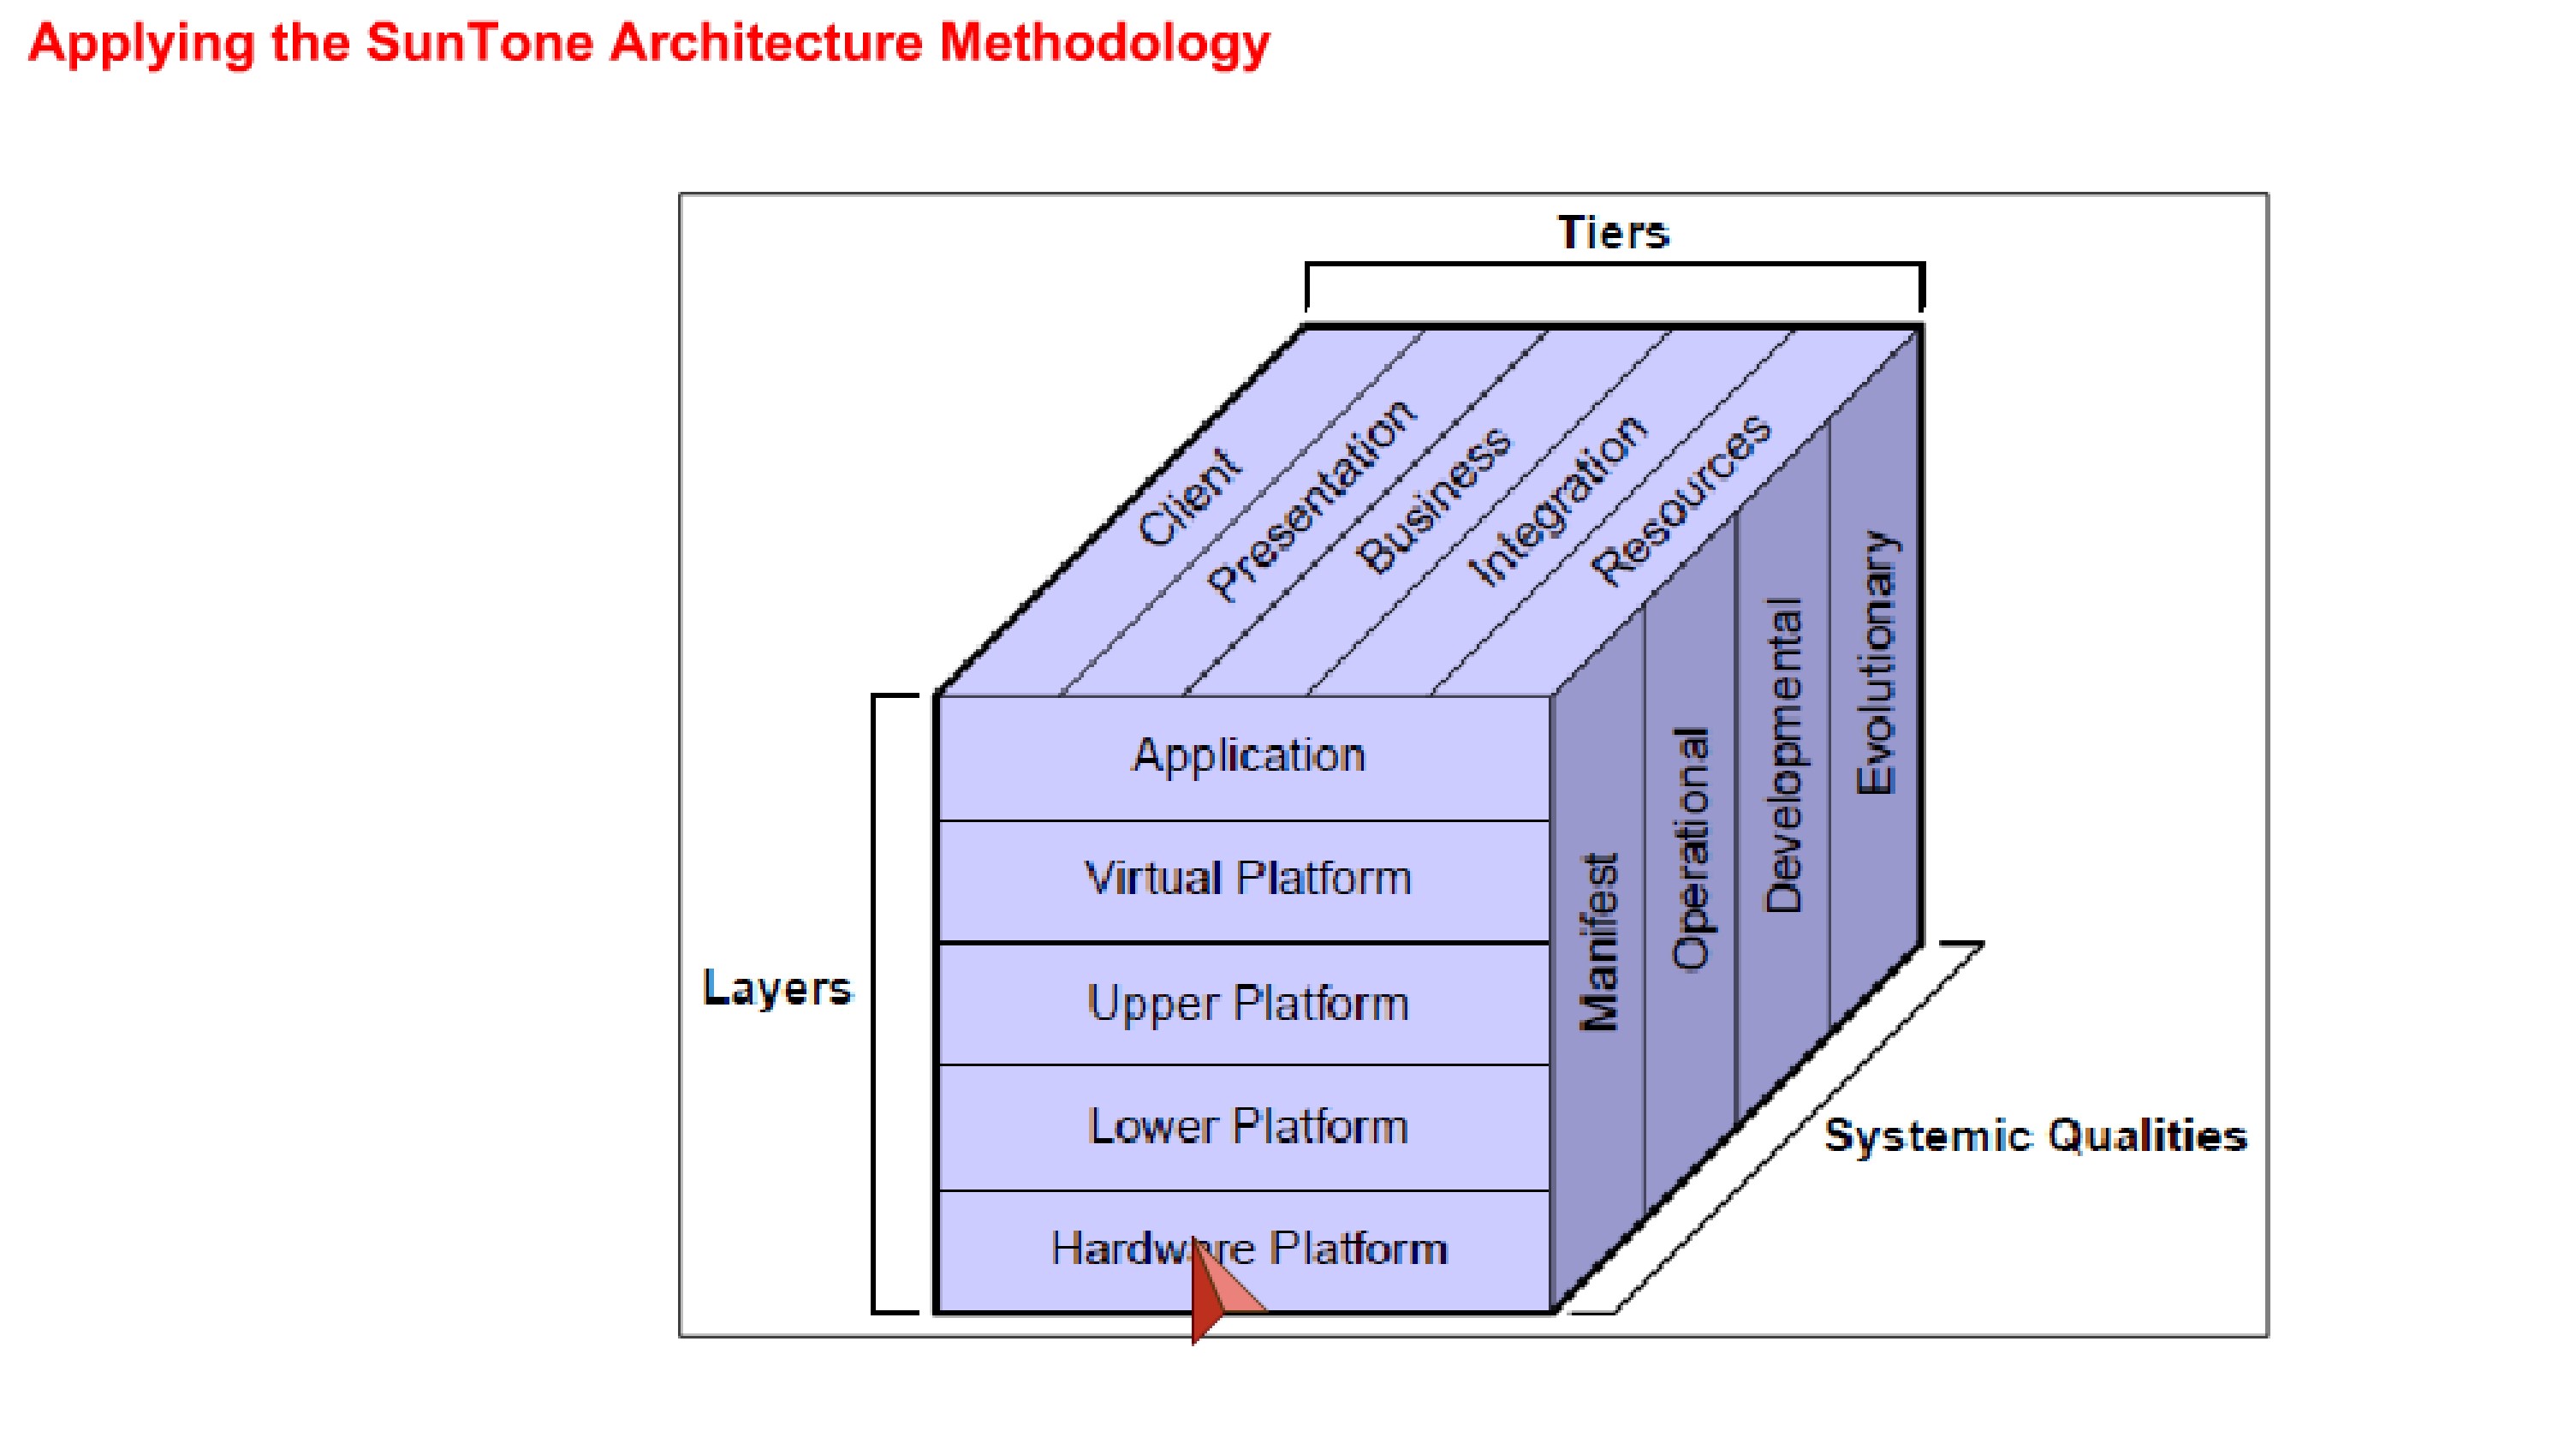 Applying the SunTone Architecture Methodology
Tiers
Client
Presentation
Business
Integration
Resources
Layers
Application
Virtual Platform
Upper Platform
Lower Platform
Hardware Platform
Manifest
Operational
Developmental
Evolutionary
Systemic Qualities